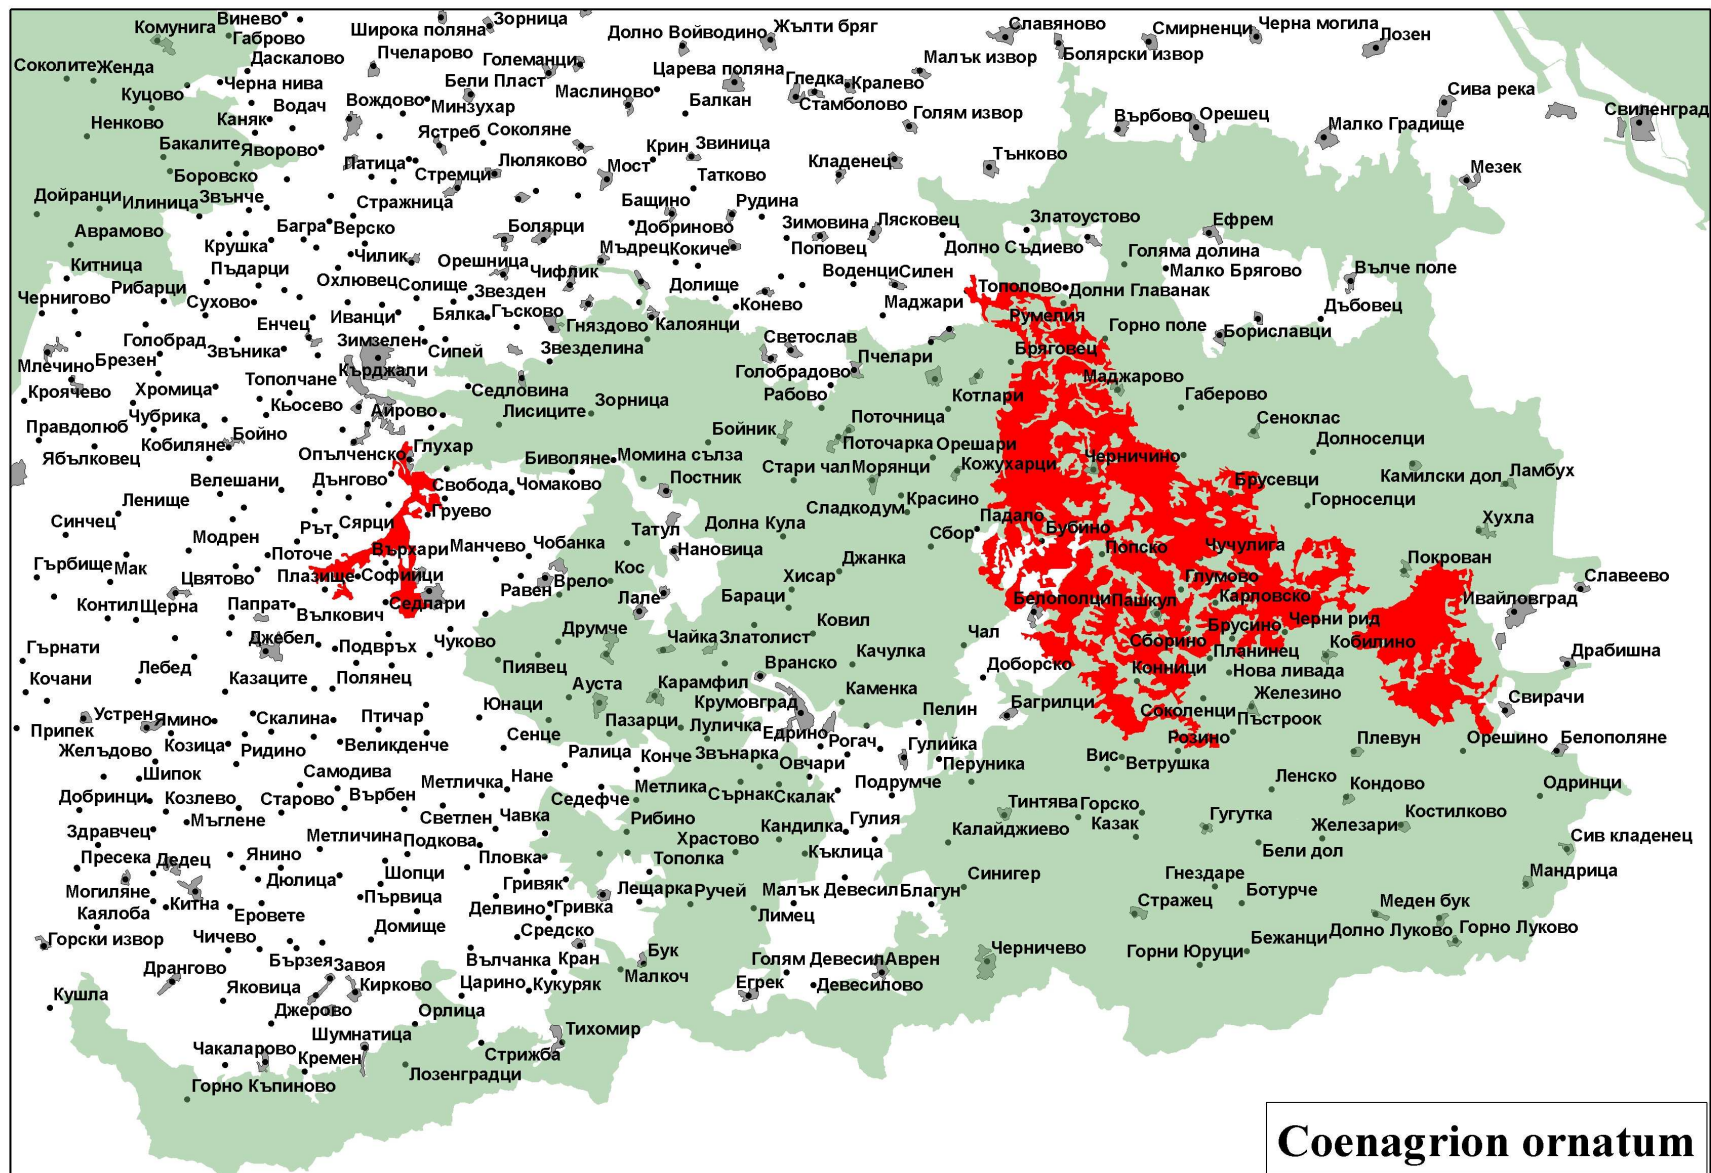 Комунига
Винево
Габрово
Широка поляна
Зорница
Долно Войводино
Жълти бряг
Славяново
Смирненци
Черна могила
Лозен
Болярски извор
Малък извор
Соколите
Женда
Даскалово
Пчеларово
Големанци
Бели Пласт
Царева поляна
Гледка
Кралево
Стамболово
Сива река
Свиленград
Куцово
Черна нива
Водач
Вождово
Минзухар
Маслиново
Балкан
Голям извор
Върбово
Орешец
Малко Градище
Ненково
Каняк
Бакалите
Яворово
Ястреб
Соколяне
Крин
Звиница
Кладенец
Тънково
Мезек
Боровско
Патица
Стремци
Люляково
Мост
Татково
Дойранци
Илиница
Звънче
Стражница
Бащино
Рудина
Аврамово
Крушка
Багра
Верско
Болярци
Добриново
Зимовина
Лясковец
Златоустово
Ефрем
Мъдрец
Кокиче
Поповец
Долно Съдиево
Голяма долина
Китница
Пъдарци
Чилик
Орешница
Чифлик
Воденци
Силен
Малко Брягово
Вълче поле
Чернигово
Рибарци
Сухово
Охлювец
Солище
Звезден
Долище
Конево
Маджари
Тополово
Долни Главанак
Дъбовец
Енчец
Иванци
Бялка
Гъсково
Гняздово
Калоянци
Румелия
Горно поле
Бориславци
Голобрад
Звъника
Зимзелен
Сипей
Звезделина
Светослав
Пчелари
Бряговец
Млечино
Брезен
Кърджали
Голобрадово
Маджарово
Кроячево
Хромица
Тополчане
Седловина
Зорница
Рабово
Котлари
Габерово
Чубрика
Кьосево
Айрово
Лисиците
Поточница
Сеноклас
Правдолюб
Кобиляне
Бойно
Опълченско
Глухар
Бойник
Поточарка
Орешари
Долноселци
Ябълковец
Биволяне
Момина сълза
Стари чал
Морянци
Кожухарци
Черничино
Камилски дол
Ламбух
Велешани
Дънгово
Свобода
Чомаково
Постник
Брусевци
Ленище
Груево
Сладкодум
Красино
Горноселци
Синчец
Рът
Сярци
Татул
Долна Кула
Сбор
Падало
Бубино
Хухла
Модрен
Поточе
Върхари
Манчево
Чобанка
Нановица
Джанка
Попско
Чучулига
Покрован
Гърбище
Мак
Цвятово
Плазище
Софийци
Равен
Врело
Кос
Хисар
Глумово
Славеево
Контил
Щерна
Папрат
Вълкович
Седлари
Лале
Бараци
Белополци
Пашкул
Карловско
Ивайловград
Гърнати
Джебел
Подвръх
Чуково
Друмче
Чайка
Златолист
Ковил
Чал
Сборино
Брусино
Черни рид
Кобилино
Лебед
Пиявец
Вранско
Качулка
Доборско
Планинец
Драбишна
Кочани
Казаците
Полянец
Ауста
Карамфил
Конници
Нова ливада
Крумовград
Каменка
Железино
Свирачи
Припек
Устрен
Ямино
Скалина
Птичар
Юнаци
Пазарци
Луличка
Пелин
Багрилци
Соколенци
Пъстроок
Желъдово
Козица
Ридино
Великденче
Сенце
Едрино
Рогач
Гулийка
Розино
Плевун
Орешино
Белополяне
Ралица
Конче
Звънарка
Шипок
Самодива
Метличка
Нане
Овчари
Перуника
Вис
Ветрушка
Добринци
Козлево
Старово
Върбен
Седефче
Метлика
Сърнак
Скалак
Подрумче
Ленско
Кондово
Одринци
Мъглене
Светлен
Чавка
Тинтява
Горско
Гугутка
Костилково
Здравчец
Метличина
Подкова
Рибино
Храстово
Кандилка
Гулия
Калайджиево
Казак
Железари
Сив кладенец
Пресека
Дедец
Янино
Пловка
Тополка
Къклица
Бели дол
Могиляне
Дюлица
Шопци
Гривяк
Лещарка
Ручей
Малък Девесил
Благун
Синигер
Гнездаре
Мандрица
Каялоба
Китна
Еровете
Първица
Делвино
Гривка
Лимец
Стражец
Ботурче
Меден бук
Горски извор
Чичево
Домище
Средско
Бук
Долно Луково
Горно Луково
Дрангово
Бързея
Завоя
Вълчанка
Кран
Малкоч
Голям Девесил
Аврен
Черничево
Горни Юруци
Бежанци
Кушла
Яковица
Кирково
Царино
Кукуряк
Егрек
Девесилово
Джерово
Орлица
Шумнатица
Тихомир
Чакаларово
Кремен
Стрижба
Горно Къпиново
Лозенградци
Coenagrion ornatum